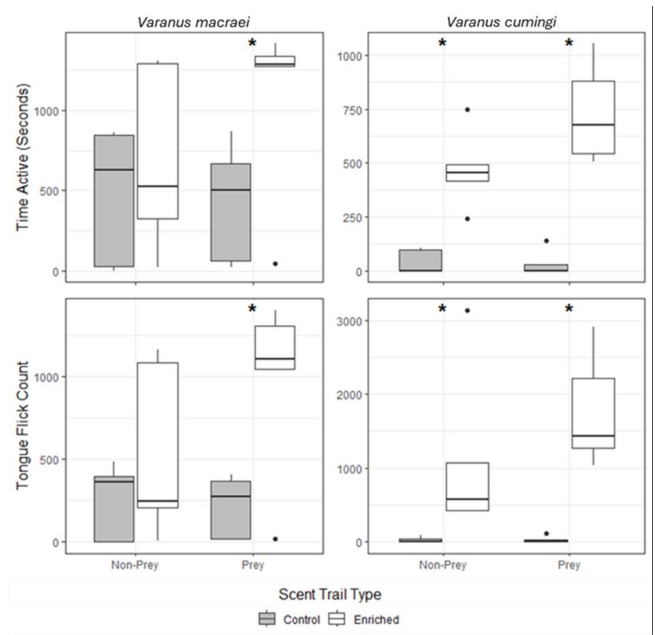 Varanus macraei
Varanus cumingi
*
*
*
Time Active (Seconds)
1000
500
0
1000
750
500
250
0
*
*
*
Tongue Flick Count
1000
500
0
3000
2000
1000
0
Non-Prey
Prey
Non-Prey
Prey
Scent Trail Type
Control
Enriched